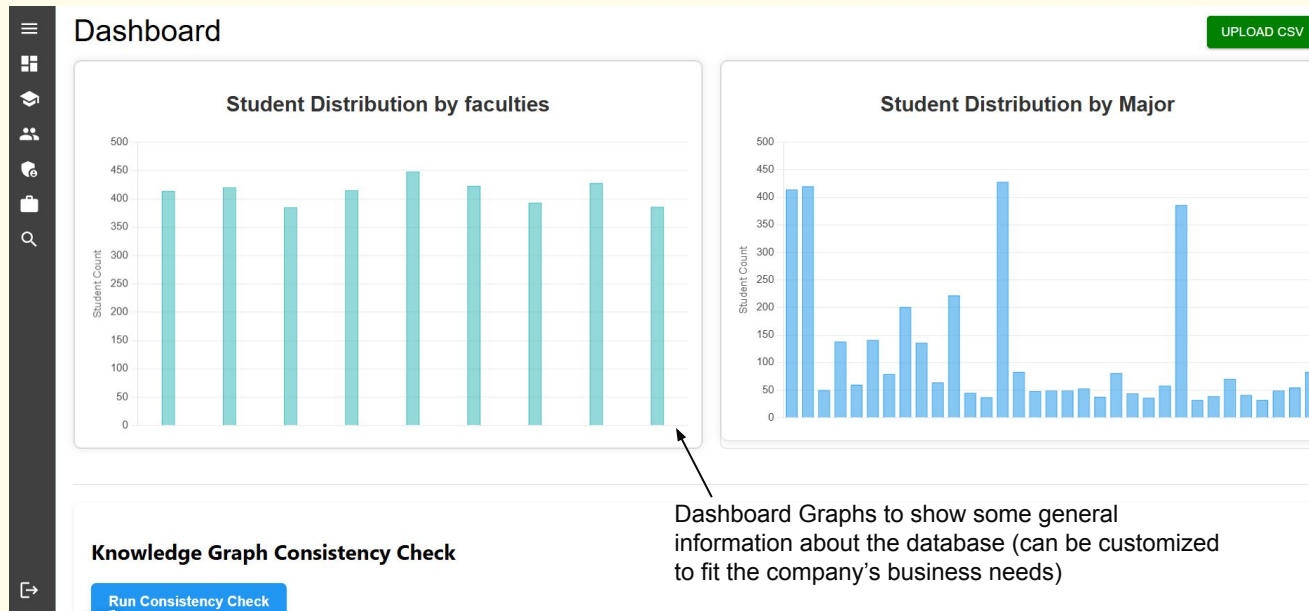 Dashboard
UPLOAD CSV
Student Distribution by faculties
500
450
400
350
300
250
200
150
100
50
0
Student Count
Student Distribution by Major
500
450
400
350
300
250
200
150
100
50
0
Student Count
Dashboard Graphs to show some general
information about the database (can be customized
to fit the company’s business needs)
Knowledge Graph Consistency Check
Run Consistency Check